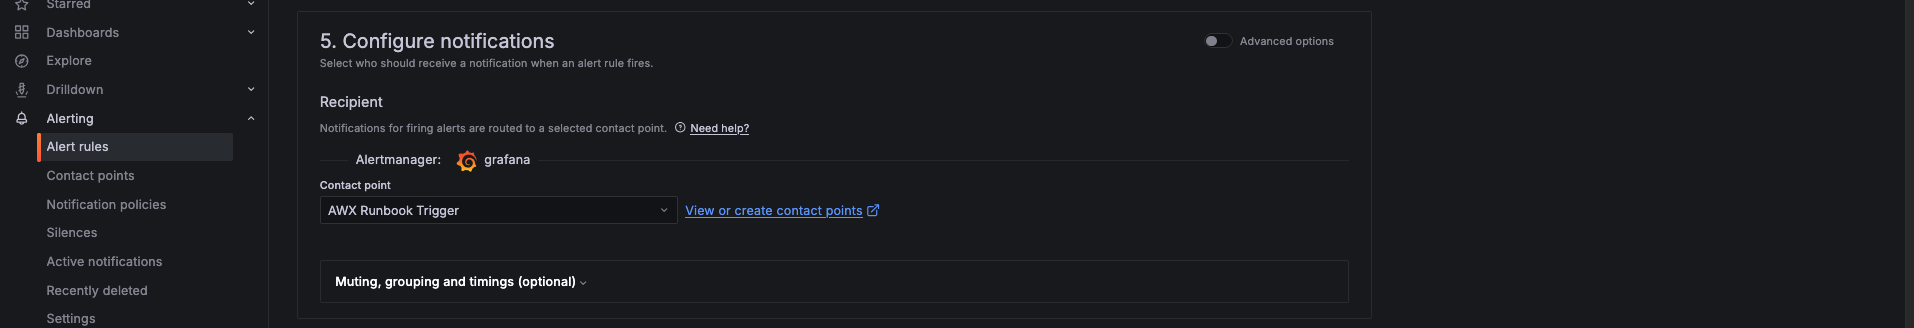 Starred
Dashboards
Explore
Drilldown
Alerting
Alert rules
Contact points
Notification policies
Silences
Active notifications
Recently deleted
Settings
5. Configure notifications
Advanced options
Select who should receive a notification when an alert rule fires.
Recipient
Notifications for firing alerts are routed to a selected contact point. Need help?
Alertmanager: grafana
Contact point
AWX Runbook Trigger
View or create contact points
Muting, grouping and timings (optional)